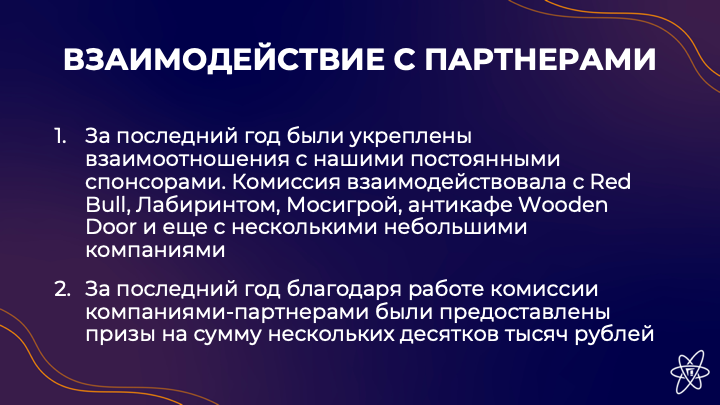 ВЗАИМОДЕЙСТВИЕ С ПАРТНЕРАМИ
1. За последний год были укреплены
взаимоотношения с нашими постоянными
спонсорами. Комиссия взаимодействовала с Red
Bull, Лабиринтом, Мосигрой, антикафе Wooden
Door и еще с несколькими небольшими
компаниями
2. За последний год благодаря работе комиссии
компаниями-партнерами были предоставлены
призы на сумму нескольких десятков тысяч рублей